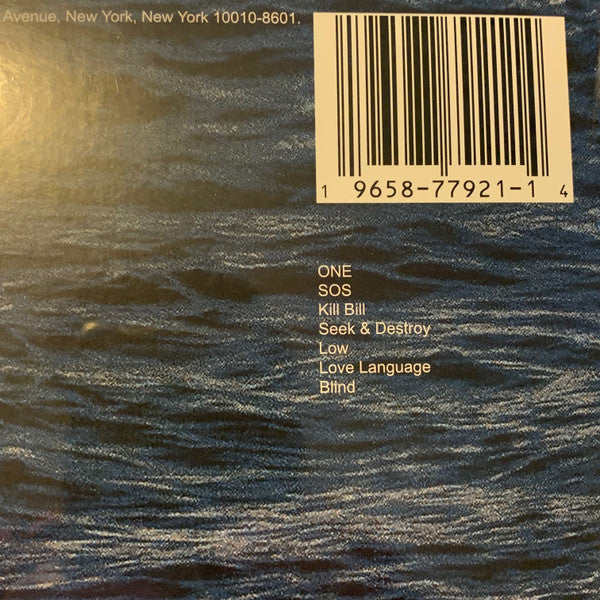 Avenue, New York, New York 10010-8601.
1 9658-77921-1 4
ONE
SOS
Kill Bill
Seek & Destroy
Low
Love Language
Blind